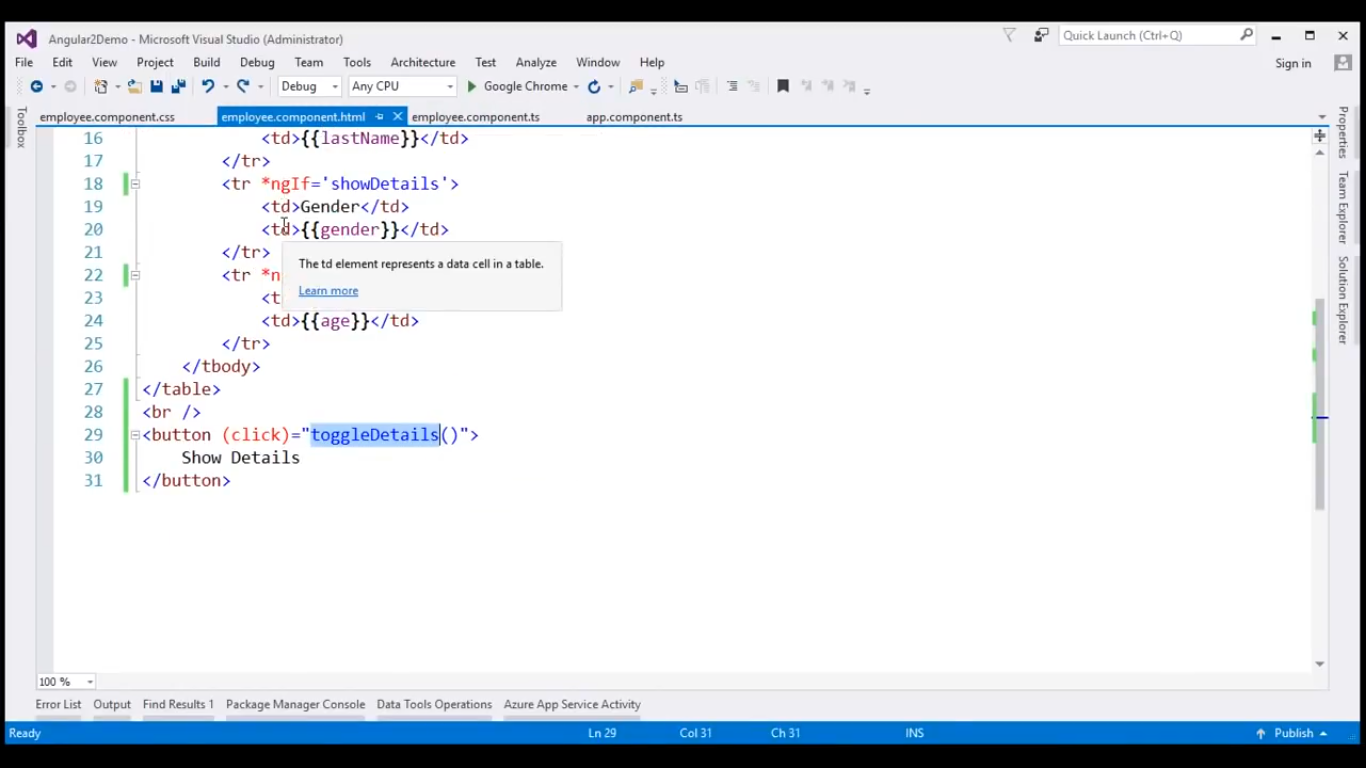 Angular2Demo - Microsoft Visual Studio (Administrator)
Quick Launch (Ctrl+Q)
File Edit View Project Build Debug Team Tools Architecture Test Analyze Window Help
Sign in
Debug Any CPU Google Chrome
employee.component.css employee.component.html employee.component.ts app.component.ts
Toolbox
Properties
Team Explorer
Solution Explorer
16 <td>{{lastName}}</td>
17 </tr>
18 <tr *ngIf='showDetails'>
19 <td>Gender</td>
20 <td>{{gender}}</td>
21 </tr>
The td element represents a data cell in a table.
Learn more
22 <tr *n
23 <t
24 <td>{{age}}</td>
25 </tr>
26 </tbody>
27 </table>
28 <br />
29 <button (click)="toggleDetails()">
30 Show Details
31 </button>
100 %
Error List Output Find Results 1 Package Manager Console Data Tools Operations Azure App Service Activity
Ready Ln 29 Col 31 Ch 31 INS Publish